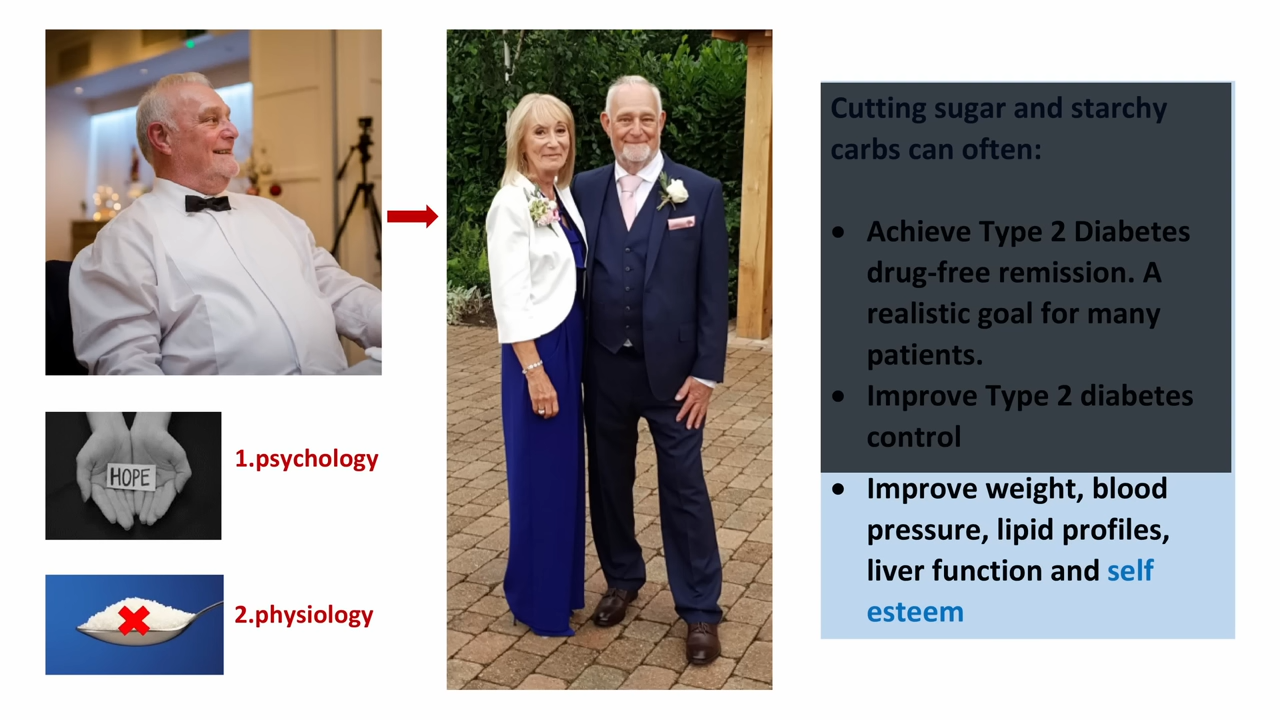 HOPE
1.psychology
2.physiology
Cutting sugar and starchy
carbs can often:
• Achieve Type 2 Diabetes
drug-free remission. A
realistic goal for many
patients.
• Improve Type 2 diabetes
control
• Improve weight, blood
pressure, lipid profiles,
liver function and self
esteem